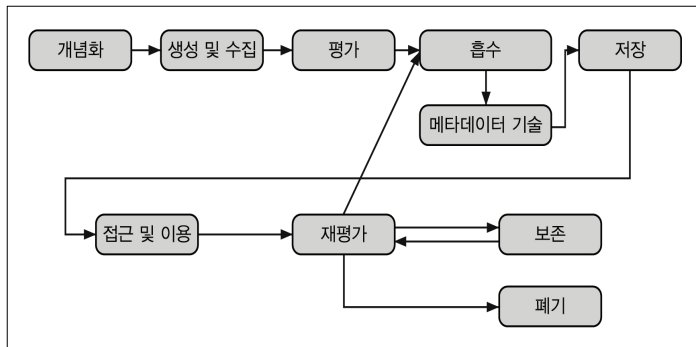 개념화
생성 및 수집
평가
흡수
저장
메타데이터 기술
접근 및 이용
재평가
보존
폐기